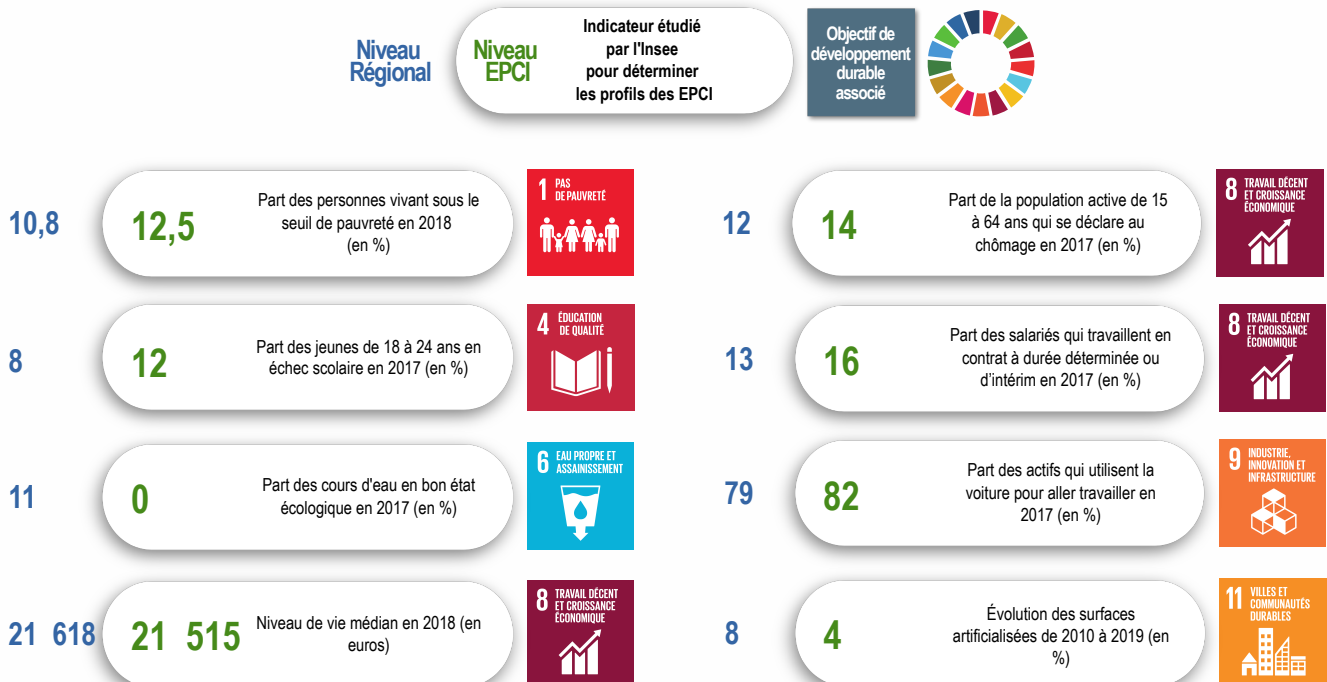 Niveau
Régional
Niveau
EPCI
Indicateur étudié
par l'Insee
pour déterminer
les profils des EPCI
Objectif de
développement
durable
associé
10,8
12,5
Part des personnes vivant sous le
seuil de pauvreté en 2018
(en %)
1 PAS
DE PAUVRETÉ
12
14
Part de la population active de 15
à 64 ans qui se déclare au
chômage en 2017 (en %)
8 TRAVAIL DÉCENT
ET CROISSANCE
ÉCONOMIQUE
8
12
Part des jeunes de 18 à 24 ans en
échec scolaire en 2017 (en %)
4 ÉDUCATION
DE QUALITÉ
13
16
Part des salariés qui travaillent en
contrat à durée déterminée ou
d'intérim en 2017 (en %)
8 TRAVAIL DÉCENT
ET CROISSANCE
ÉCONOMIQUE
11
0
Part des cours d'eau en bon état
écologique en 2017 (en %)
6 EAU PROPRE ET
ASSAINISSEMENT
79
82
Part des actifs qui utilisent la
voiture pour aller travailler en
2017 (en %)
9 INDUSTRIE,
INNOVATION ET
INFRASTRUCTURE
21 618
21 515
Niveau de vie médian en 2018 (en
euros)
8 TRAVAIL DÉCENT
ET CROISSANCE
ÉCONOMIQUE
8
4
Évolution des surfaces
artificialisées de 2010 à 2019 (en
%)
11 VILLES ET
COMMUNAUTÉS
DURABLES